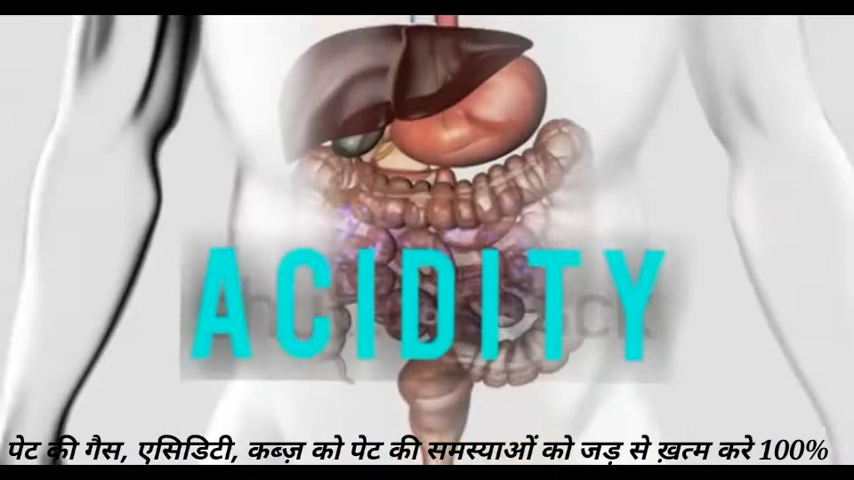 ACIDITY
पेट की गैस, एसिडिटी, कब्ज़ को पेट की समस्याओं को जड़ से ख़त्म करे 100%